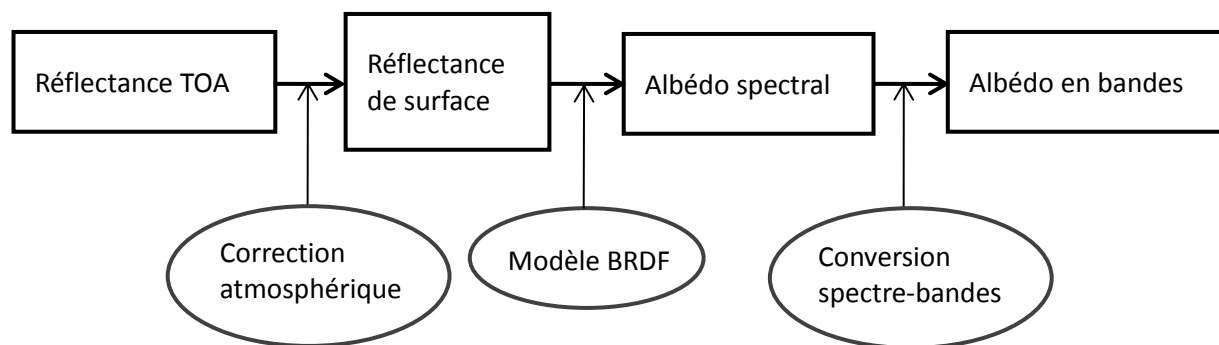 Réflectance TOA
Réflectance
de surface
Albédo spectral
Albédo en bandes
Correction
atmosphérique
Modèle BRDF
Conversion
spectre-bandes